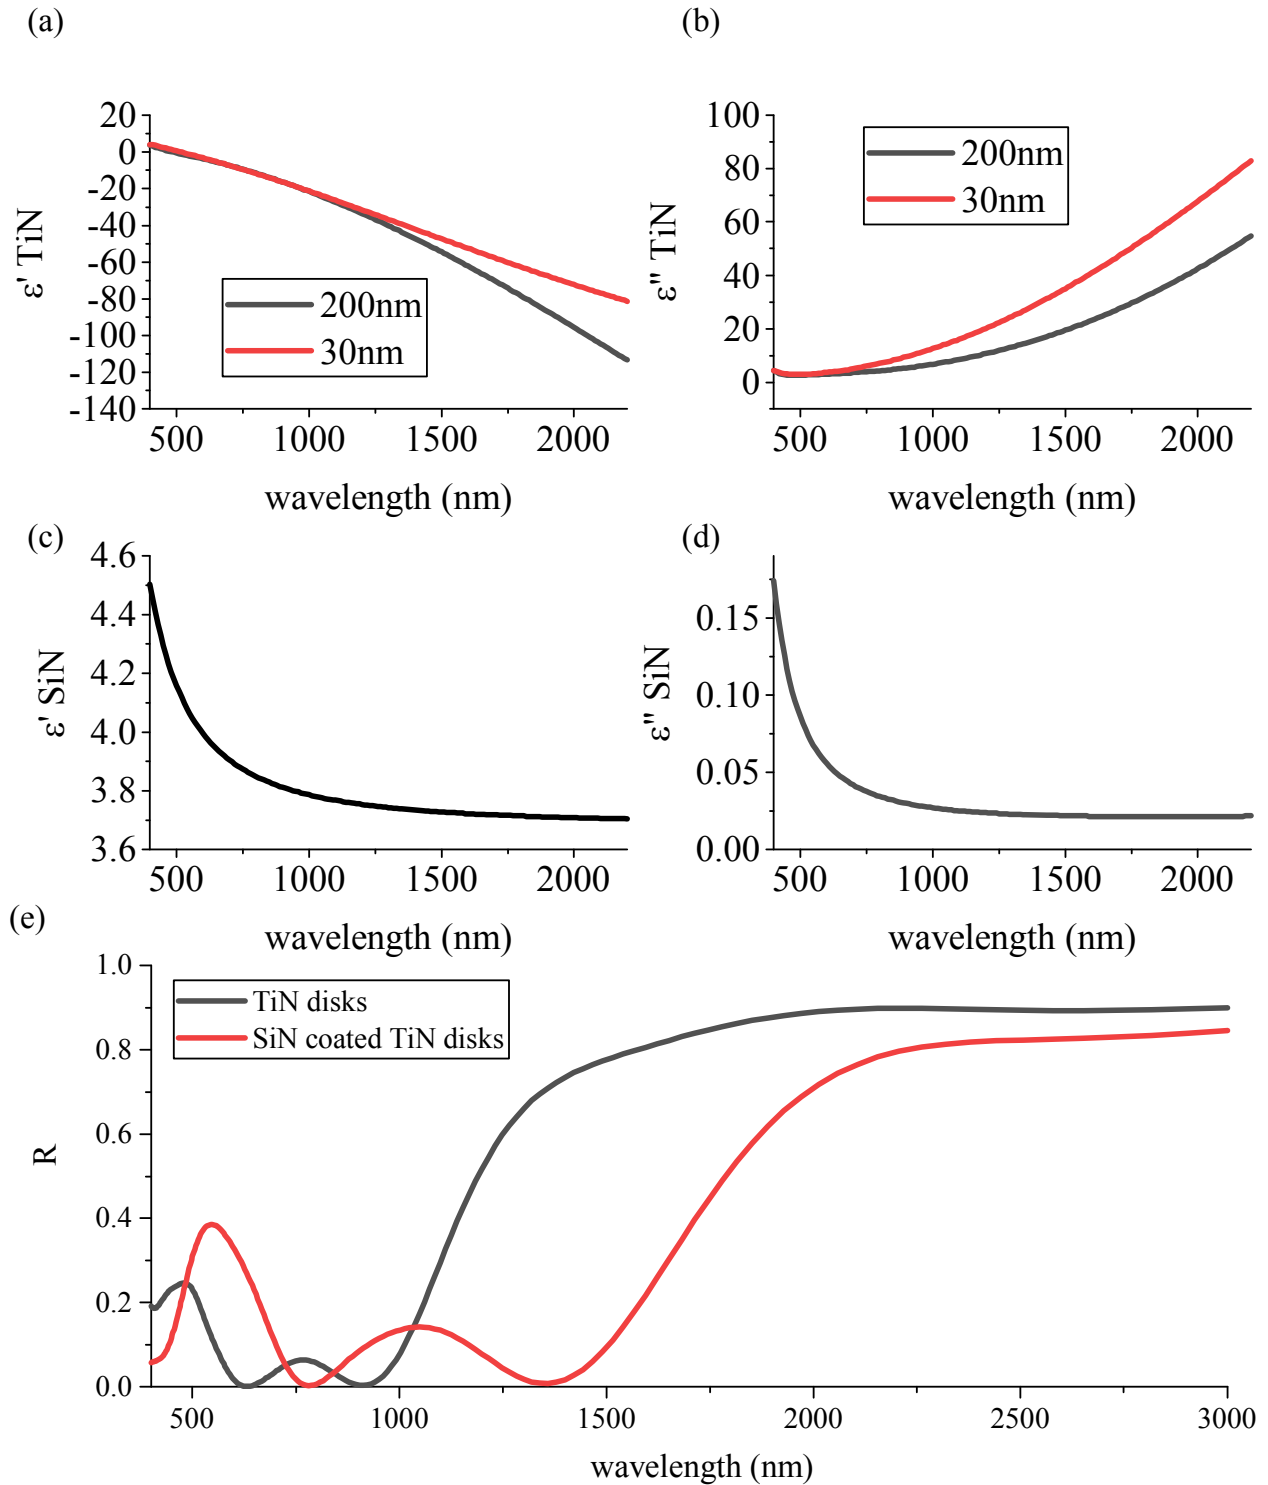 (a)
(b)
20
0
-20
-40
-60
-80
-100
-120
-140
ε' TiN
200nm
30nm
500
1000
1500
2000
wavelength (nm)
100
80
60
40
20
0
ε'' TiN
200nm
30nm
500
1000
1500
2000
wavelength (nm)
(c)
(d)
4.6
4.4
4.2
4.0
3.8
3.6
ε' SiN
500
1000
1500
2000
wavelength (nm)
0.15
0.10
0.05
0.00
ε'' SiN
500
1000
1500
2000
wavelength (nm)
(e)
1.0
0.8
0.6
0.4
0.2
0.0
R
TiN disks
SiN coated TiN disks
500
1000
1500
2000
2500
3000
wavelength (nm)